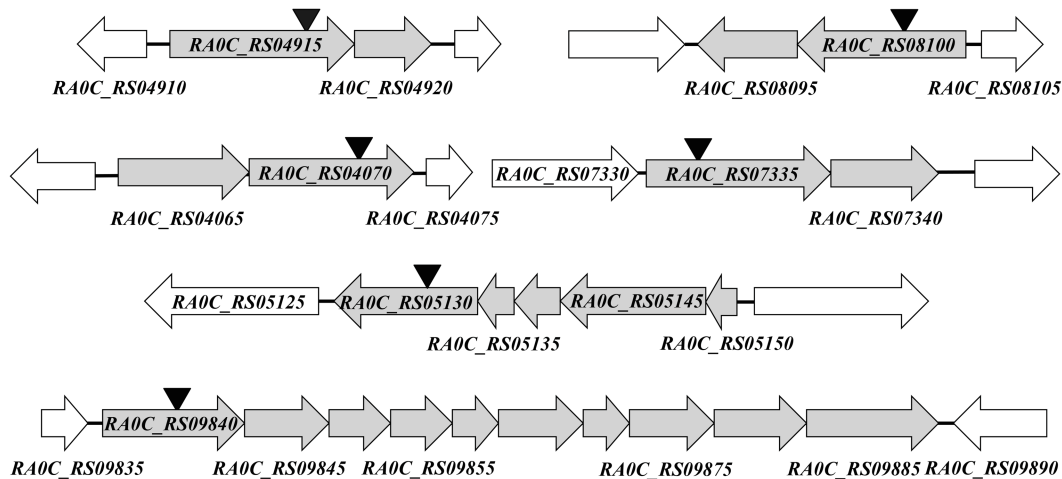 RA0C_RS04915
RA0C_RS04910
RA0C_RS04920
RA0C_RS08100
RA0C_RS08095
RA0C_RS08105
RA0C_RS04070
RA0C_RS04065
RA0C_RS04075
RA0C_RS07330
RA0C_RS07335
RA0C_RS07340
RA0C_RS05125
RA0C_RS05130
RA0C_RS05145
RA0C_RS05135
RA0C_RS05150
RA0C_RS09840
RA0C_RS09835
RA0C_RS09845
RA0C_RS09855
RA0C_RS09875
RA0C_RS09885
RA0C_RS09890